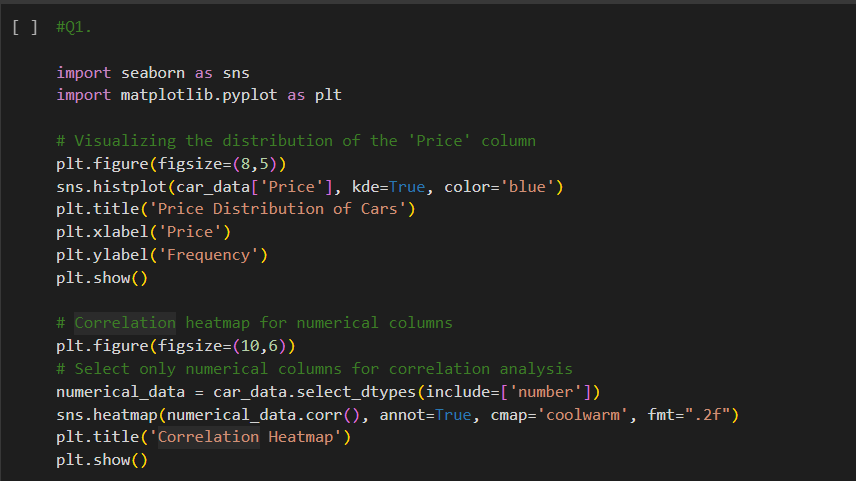 [ ] #Q1.
import seaborn as sns
import matplotlib.pyplot as plt
# Visualizing the distribution of the 'Price' column
plt.figure(figsize=(8,5))
sns.histplot(car_data['Price'], kde=True, color='blue')
plt.title('Price Distribution of Cars')
plt.xlabel('Price')
plt.ylabel('Frequency')
plt.show()
# Correlation heatmap for numerical columns
plt.figure(figsize=(10,6))
# Select only numerical columns for correlation analysis
numerical_data = car_data.select_dtypes(include=['number'])
sns.heatmap(numerical_data.corr(), annot=True, cmap='coolwarm', fmt=".2f")
plt.title('Correlation Heatmap')
plt.show()